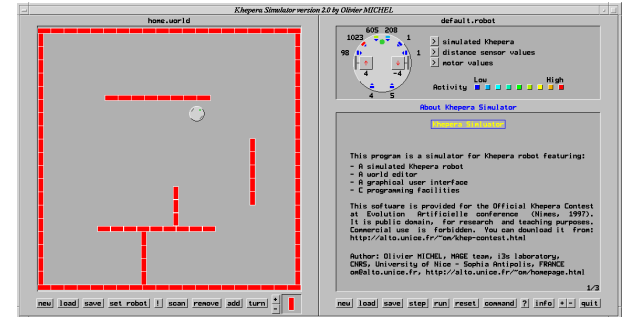 Khepera Simulator version 2.0 by Olivier MICHEL
home.world
default.robot
605 208
1023 1
98 1
4 -4
4 5
> simulated Khepera
> distance sensor values
> motor values
Low High
Activity
About Khepera Simulator
Khepera Simulator
This program is a simulator for Khepera robot featuring:
- A simulated Khepera robot
- A world editor
- A graphical user interface
- C programming facilities
This software is provided for the Official Khepera Contest
at Evolution Artificielle conference (Nimes, 1997).
It is public domain, for research and teaching purposes.
Commercial use is forbidden. You can download it from:
http://alto.unice.fr/~om/khep-contest.html
Author: Olivier MICHEL, MAGE team, i3s laboratory,
CNRS, University of Nice - Sophia Antipolis, FRANCE
om@alto.unice.fr, http://alto.unice.fr/~om/homepage.html
1/3
new load save set robot ! scan remove add turn + -
new load save step run reset command ? info + - quit